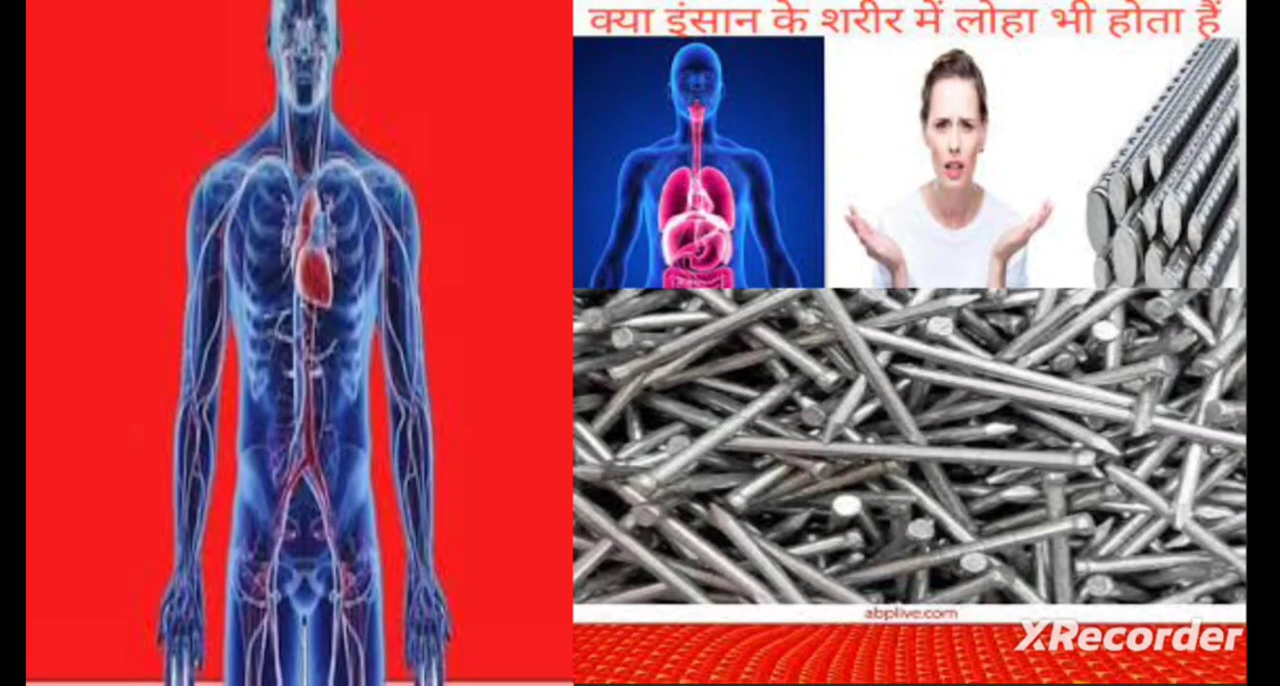 क्या इंसान के शरीर में लोहा भी होता हैं
abplive.com
XRecorder